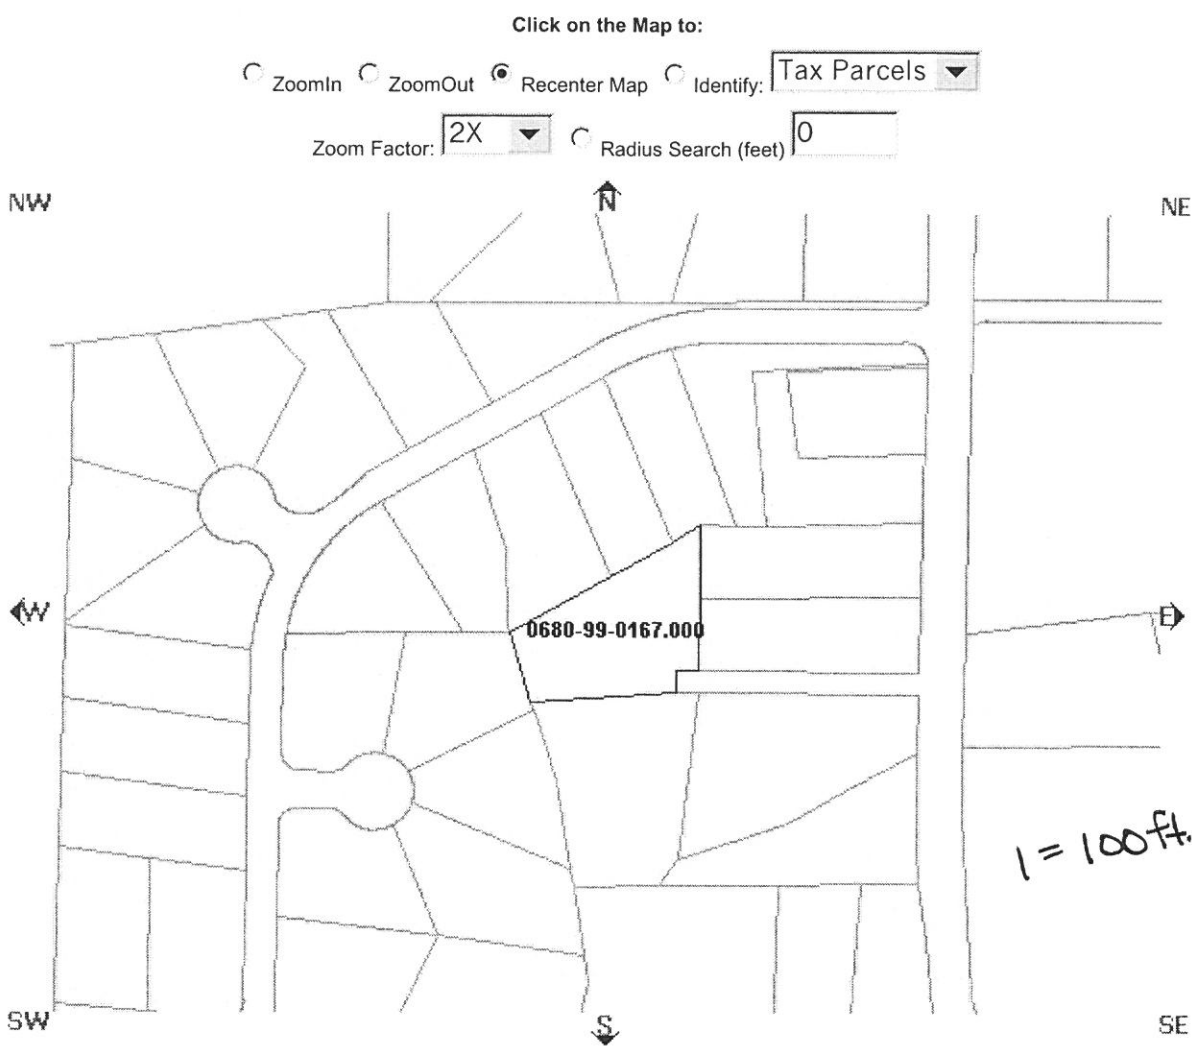 Click on the Map to:
ZoomIn ZoomOut Recenter Map Identify: Tax Parcels
Zoom Factor: 2X Radius Search (feet) 0
NW N NE
W 0680-99-0167.000 E
1 = 100 ft.
SW S SE